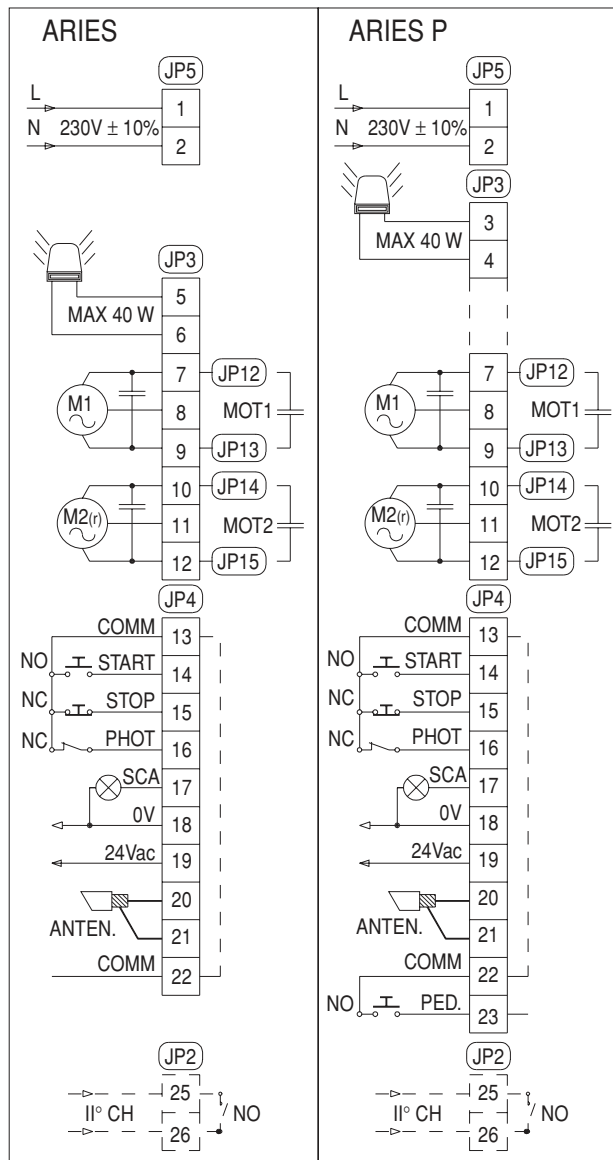 ARIES
JP5
L
1
N 230V ± 10%
2
JP3
5
MAX 40 W
6
7 JP12
M1
8 MOT1
9 JP13
10 JP14
M2(r)
11 MOT2
12 JP15
JP4
COMM 13
NO START 14
NC STOP 15
NC PHOT 16
SCA 17
0V 18
24Vac 19
20
ANTEN. 21
COMM 22
JP2
25
II° CH NO
26
ARIES P
JP5
L
1
N 230V ± 10%
2
JP3
3
MAX 40 W
4
7 JP12
M1
8 MOT1
9 JP13
10 JP14
M2(r)
11 MOT2
12 JP15
JP4
COMM 13
NO START 14
NC STOP 15
NC PHOT 16
SCA 17
0V 18
24Vac 19
20
ANTEN. 21
COMM 22
NO PED. 23
JP2
25
II° CH NO
26